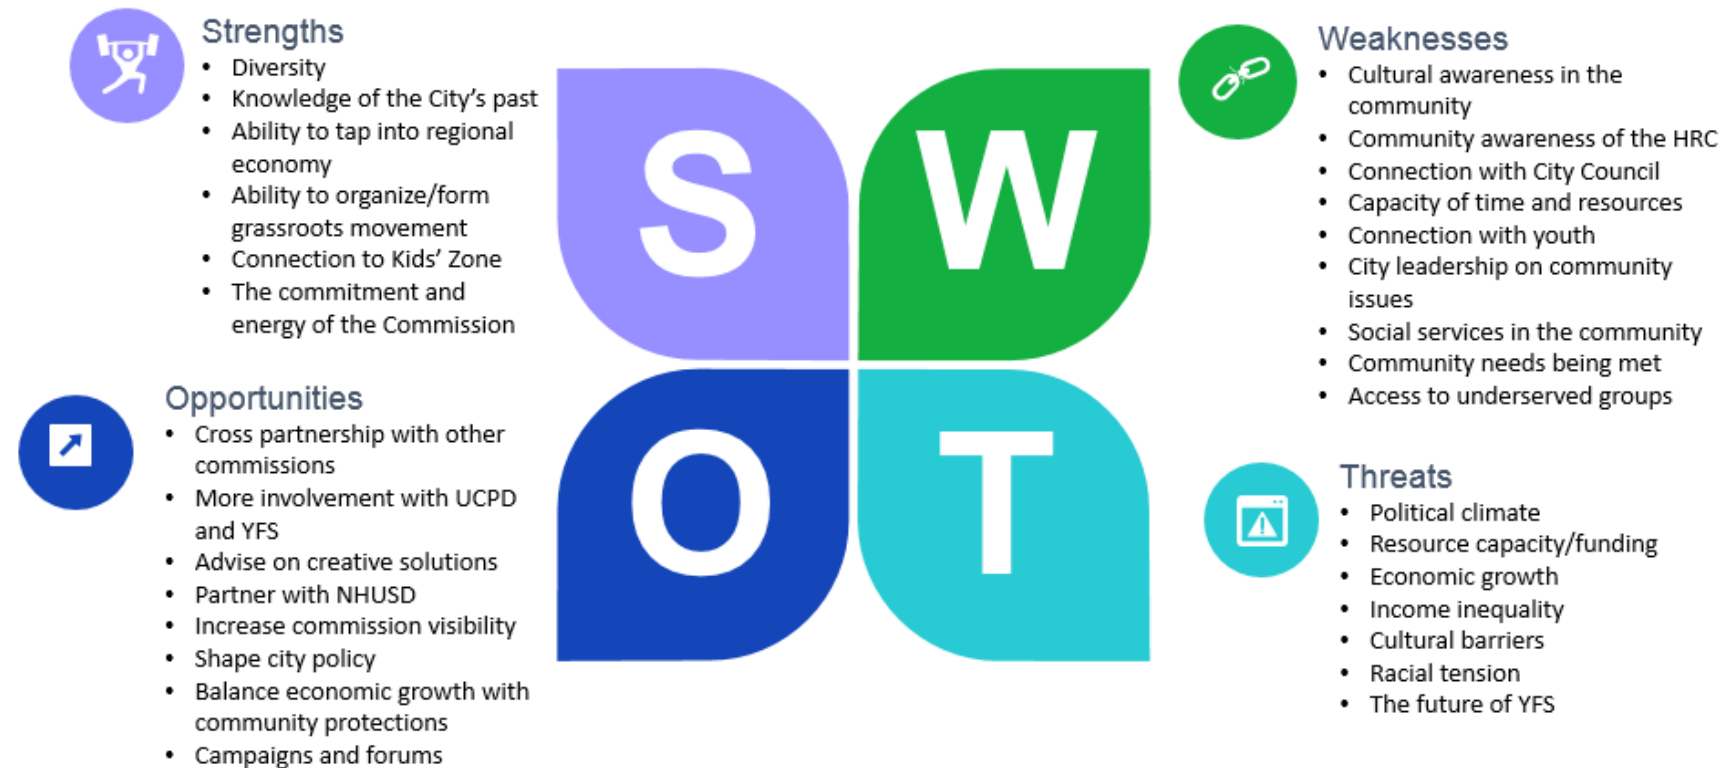 Strengths
• Diversity
• Knowledge of the City's past
• Ability to tap into regional
economy
• Ability to organize/form
grassroots movement
• Connection to Kids' Zone
• The commitment and
energy of the Commission
S
W
Weaknesses
• Cultural awareness in the
community
• Community awareness of the HRC
• Connection with City Council
• Capacity of time and resources
• Connection with youth
• City leadership on community
issues
• Social services in the community
• Community needs being met
• Access to underserved groups
Opportunities
• Cross partnership with other
commissions
• More involvement with UCPD
and YFS
• Advise on creative solutions
• Partner with NHUSD
• Increase commission visibility
• Shape city policy
• Balance economic growth with
community protections
• Campaigns and forums
O
T
Threats
• Political climate
• Resource capacity/funding
• Economic growth
• Income inequality
• Cultural barriers
• Racial tension
• The future of YFS